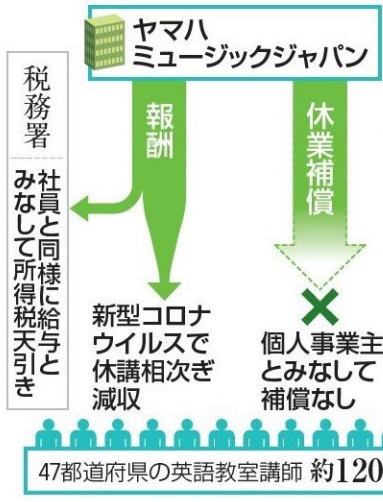 ヤマハ
ミュージックジャパン
税務署
社員と同様に給与と
みなして所得税天引き
報酬
新型コロナ
ウイルスで
休講相次ぎ
減収
休業補償
個人事業主
とみなして
補償なし
47都道府県の英語教室講師 約120